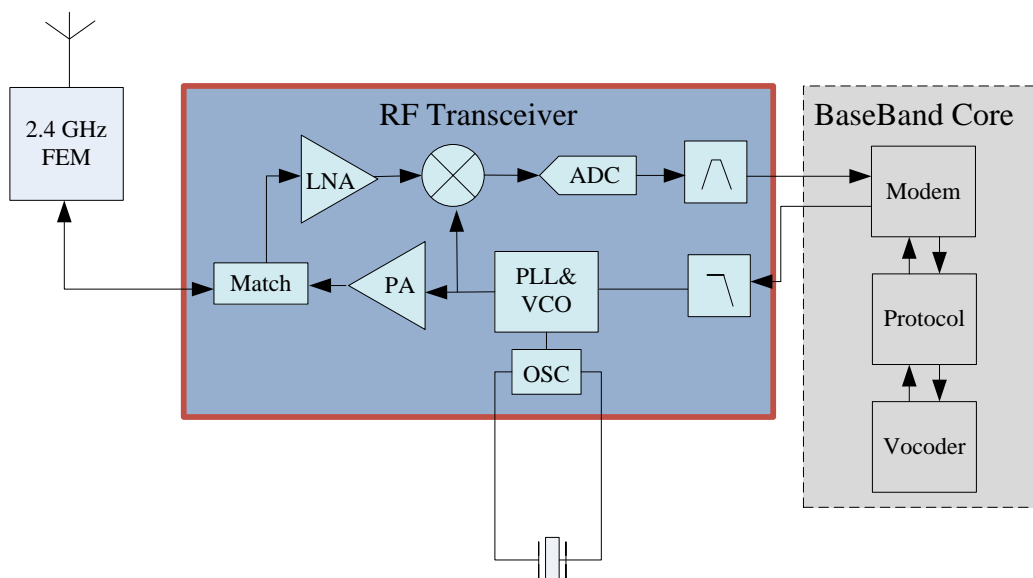 2.4 GHz
FEM
RF Transceiver
BaseBand Core
LNA
ADC
Modem
Match
PA
PLL&
VCO
Protocol
OSC
Vocoder